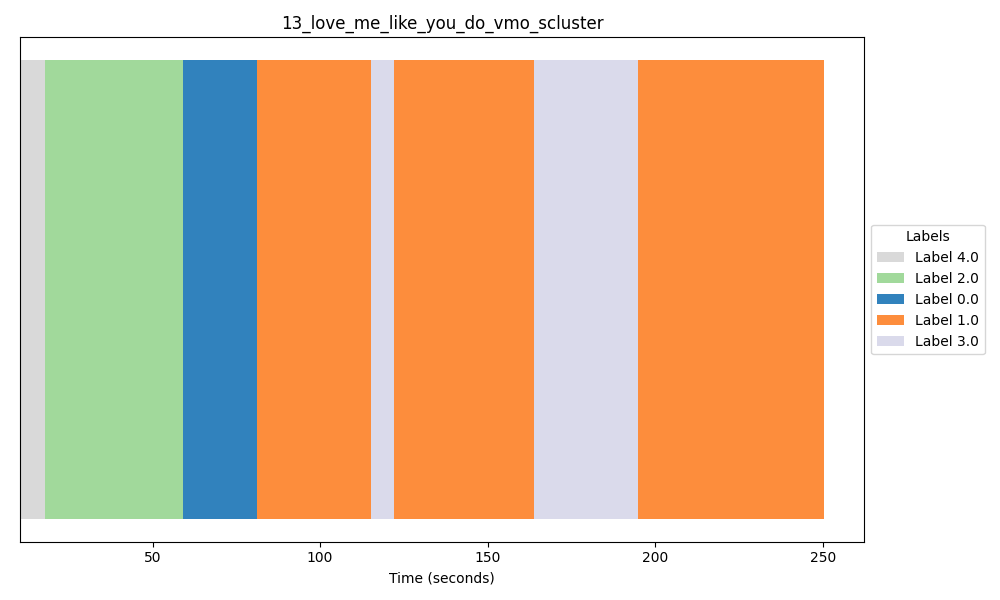 13_love_me_like_you_do_vmo_scluster
Labels
Label 4.0
Label 2.0
Label 0.0
Label 1.0
Label 3.0
50 100 150 200 250
Time (seconds)